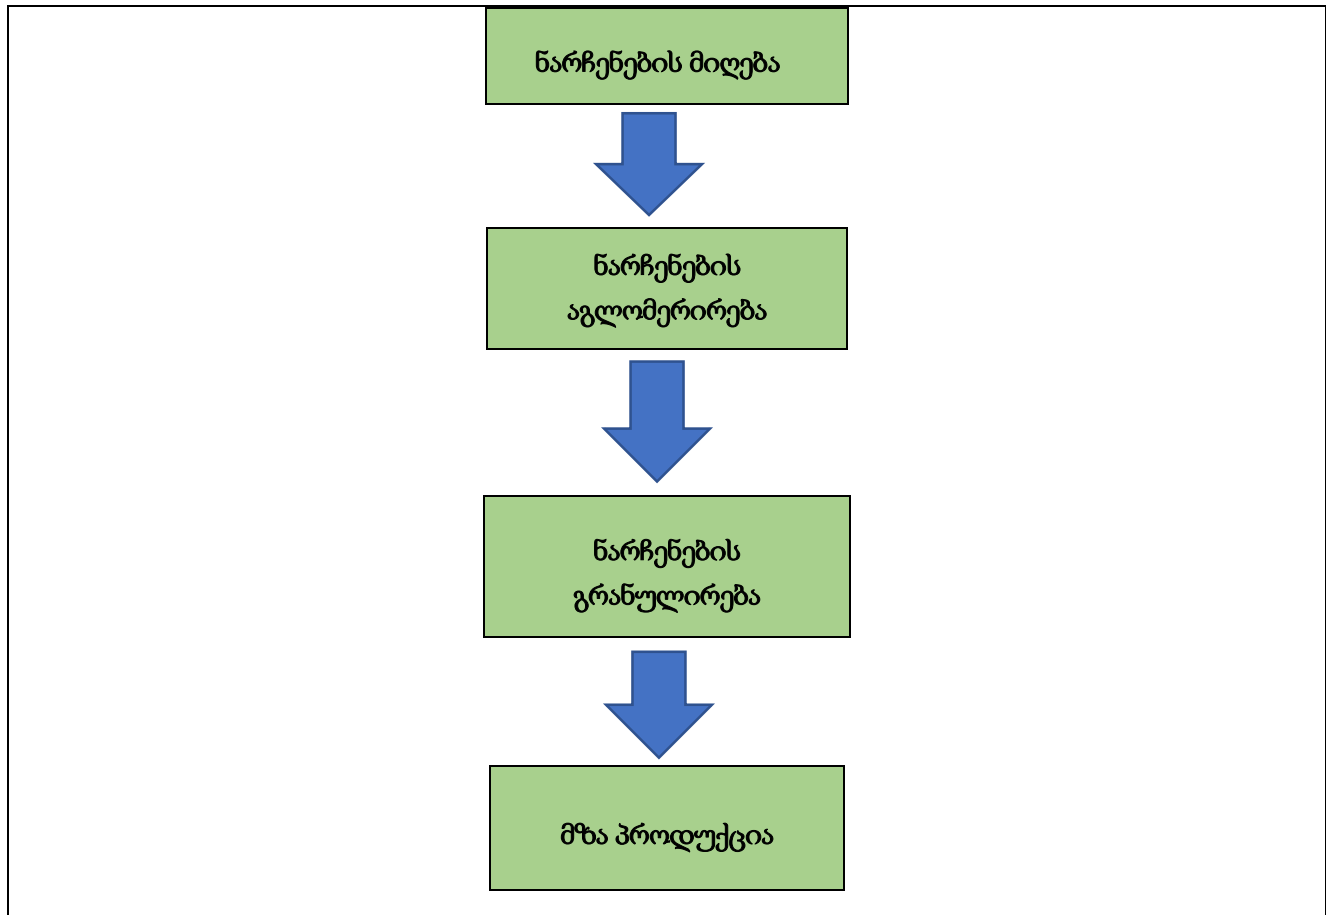 ნარჩენების მიღება
ნარჩენების
აგლომერირება
ნარჩენების
გრანულირება
მზა პროდუქცია